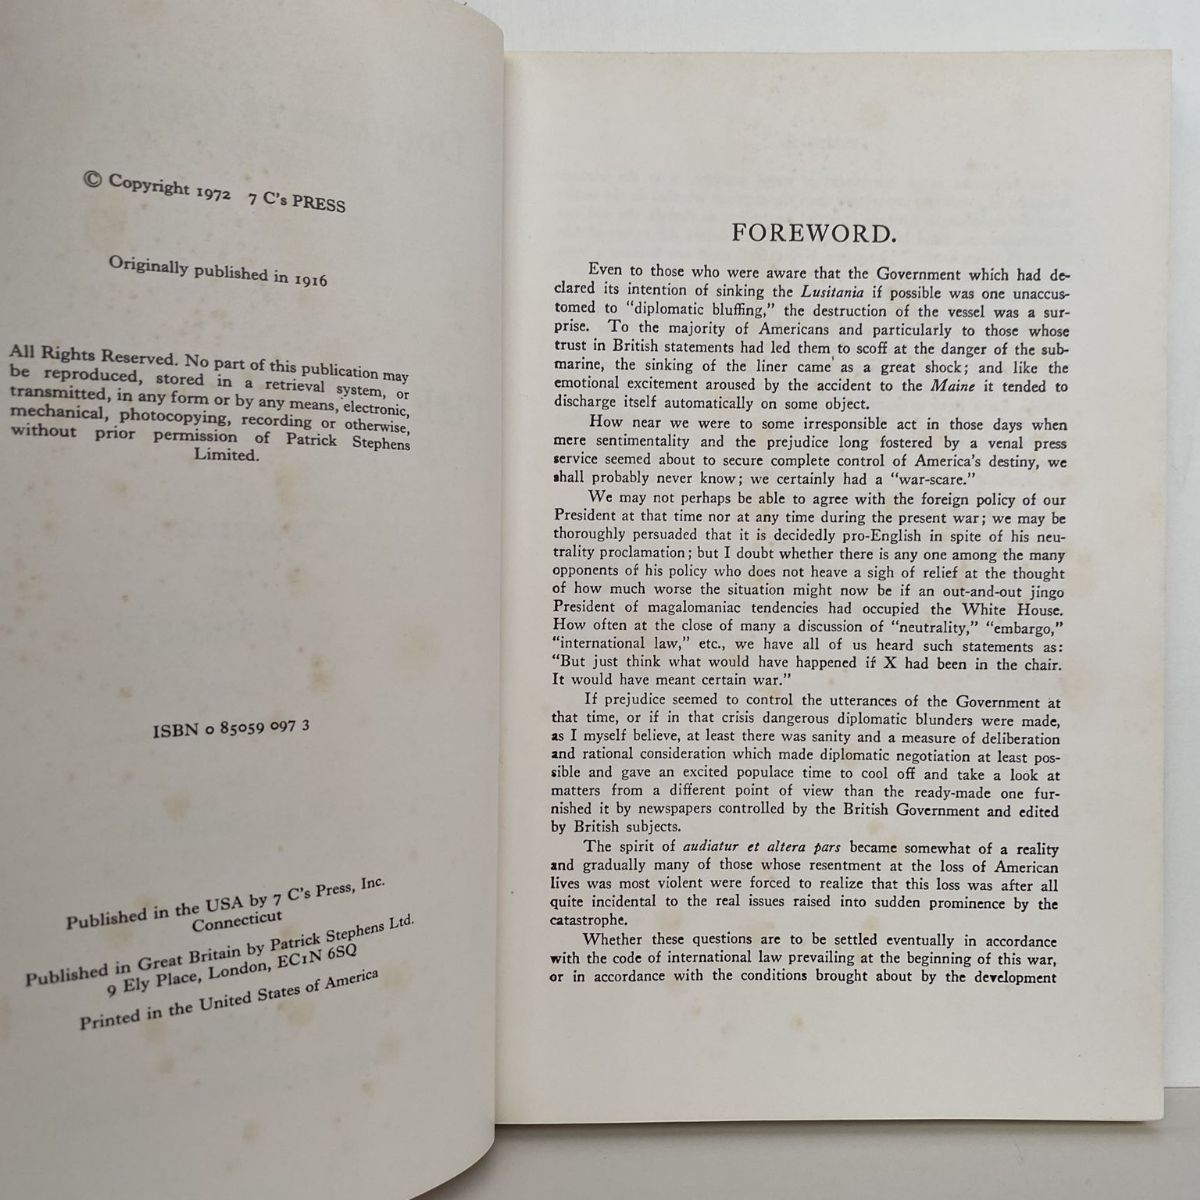 © Copyright 1972 7 C's PRESS
Originally published in 1916
All Rights Reserved. No part of this publication may
be reproduced, stored in a retrieval system, or
transmitted, in any form or by any means, electronic,
mechanical, photocopying, recording or otherwise,
without prior permission of Patrick Stephens
Limited.
ISBN 0 85059 097 3
Published in the USA by 7 C's Press, Inc.
Connecticut
Published in Great Britain by Patrick Stephens Ltd.
9 Ely Place, London, EC1N 6SQ
Printed in the United States of America
FOREWORD.
Even to those who were aware that the Government which had de-
clared its intention of sinking the Lusitania if possible was one unaccus-
tomed to "diplomatic bluffing," the destruction of the vessel was a sur-
prise. To the majority of Americans and particularly to those whose
trust in British statements had led them to scoff at the danger of the sub-
marine, the sinking of the liner came as a great shock; and like the
emotional excitement aroused by the accident to the Maine it tended to
discharge itself automatically on some object.
How near we were to some irresponsible act in those days when
mere sentimentality and the prejudice long fostered by a venal press
service seemed about to secure complete control of America's destiny, we
shall probably never know; we certainly had a "war-scare."
We may not perhaps be able to agree with the foreign policy of our
President at that time nor at any time during the present war; we may be
thoroughly persuaded that it is decidedly pro-English in spite of his neu-
trality proclamation; but I doubt whether there is any one among the many
opponents of his policy who does not heave a sigh of relief at the thought
of how much worse the situation might now be if an out-and-out jingo
President of magalomaniac tendencies had occupied the White House.
How often at the close of many a discussion of "neutrality," "embargo,"
"international law," etc., we have all of us heard such statements as:
"But just think what would have happened if X had been in the chair.
It would have meant certain war."
If prejudice seemed to control the utterances of the Government at
that time, or if in that crisis dangerous diplomatic blunders were made,
as I myself believe, at least there was sanity and a measure of deliberation
and rational consideration which made diplomatic negotiation at least pos-
sible and gave an excited populace time to cool off and take a look at
matters from a different point of view than the ready-made one fur-
nished it by newspapers controlled by the British Government and edited
by British subjects.
The spirit of audiatur et altera pars became somewhat of a reality
and gradually many of those whose resentment at the loss of American
lives was most violent were forced to realize that this loss was after all
quite incidental to the real issues raised into sudden prominence by the
catastrophe.
Whether these questions are to be settled eventually in accordance
with the code of international law prevailing at the beginning of this war,
or in accordance with the conditions brought about by the development